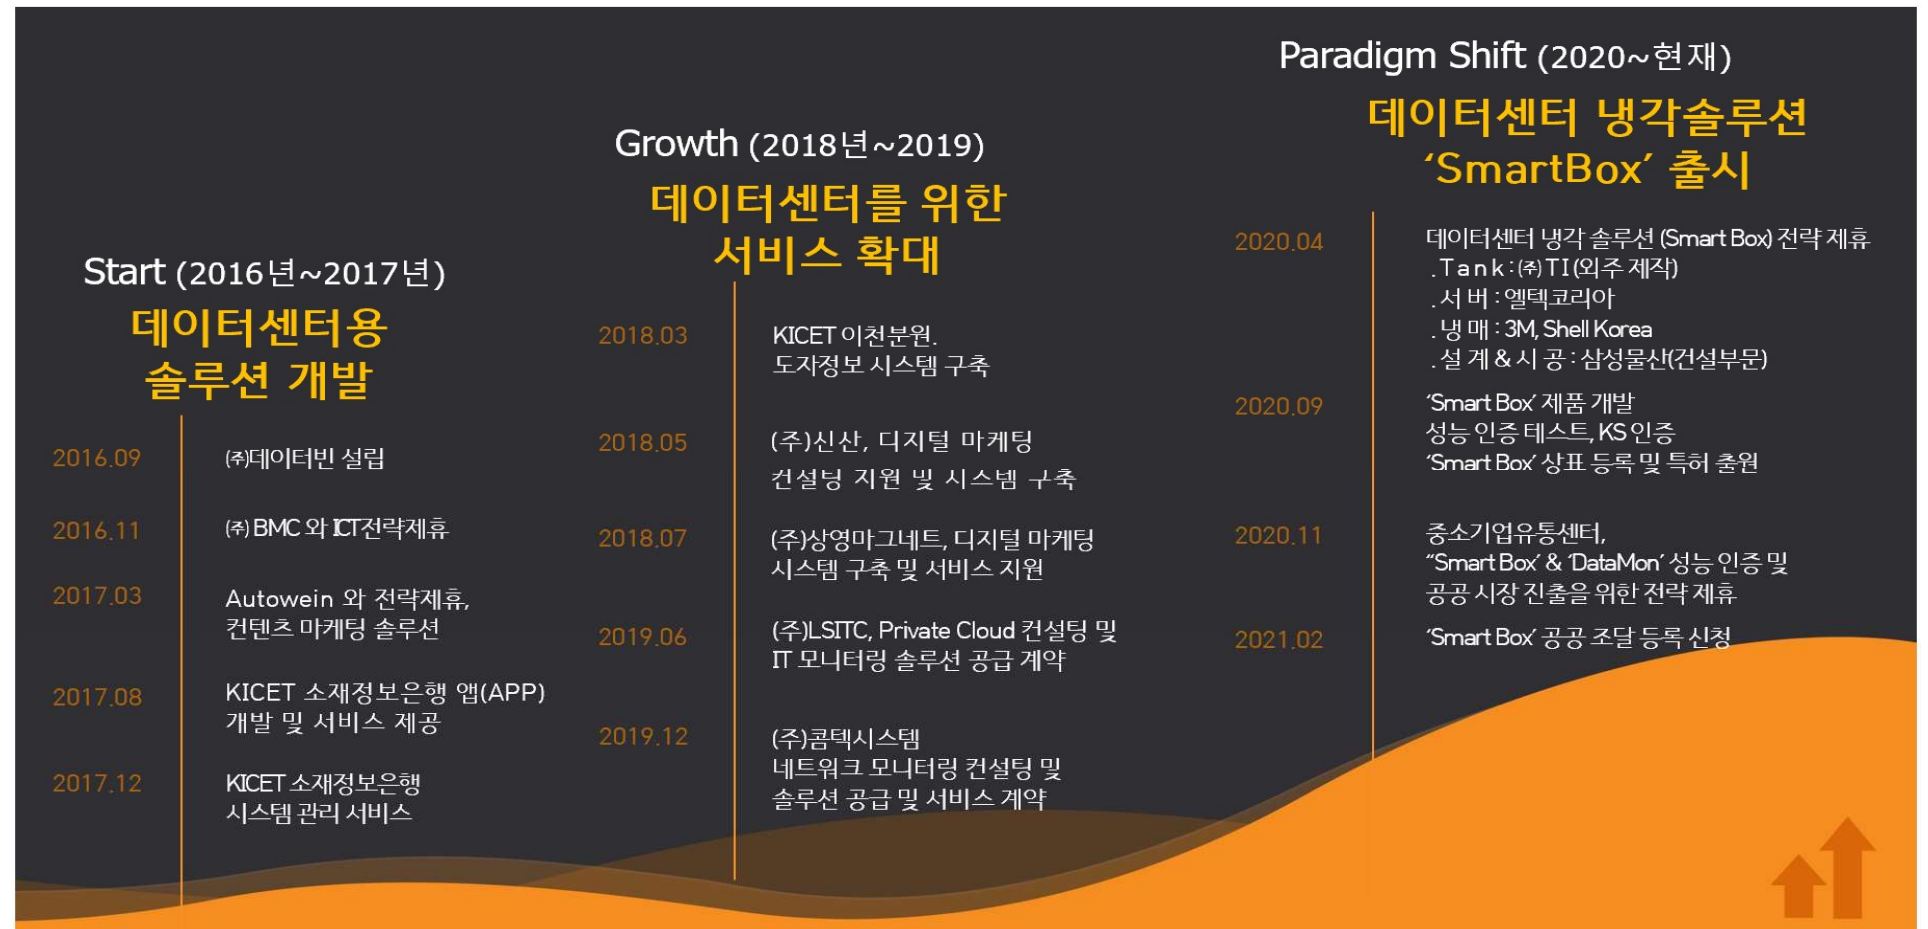 Start (2016년~2017년)
데이터센터용
솔루션 개발
2016.09
㈜데이터빈 설립
2016.11
㈜ BMC 와 ICT전략제휴
2017.03
Autowein 와 전략제휴,
컨텐츠 마케팅 솔루션
2017.08
KICET 소재정보은행 앱(APP)
개발 및 서비스 제공
2017.12
KICET 소재정보은행
시스템 관리 서비스
Growth (2018년~2019)
데이터센터를 위한
서비스 확대
2018.03
KICET 이천분원.
도자정보 시스템 구축
2018.05
(주)신산, 디지털 마케팅
컨설팅 지원 및 시스템 구축
2018.07
(주)상영마그네트, 디지털 마케팅
시스템 구축 및 서비스 지원
2019.06
(주)LSITC, Private Cloud 컨설팅 및
IT 모니터링 솔루션 공급 계약
2019.12
(주)콤텍시스템
네트워크 모니터링 컨설팅 및
솔루션 공급 및 서비스 계약
Paradigm Shift (2020~현재)
데이터센터 냉각솔루션
‘SmartBox’ 출시
2020.04
데이터센터 냉각 솔루션 (Smart Box) 전략 제휴
. Tank : ㈜ TI (외주 제작)
. 서 버 : 엘텍코리아
. 냉 매 : 3M, Shell Korea
. 설 계 & 시 공 : 삼성물산(건설부문)
2020.09
‘Smart Box’ 제품 개발
성능 인증 테스트, KS 인증
‘Smart Box’ 상표 등록 및 특허 출원
2020.11
중소기업유통센터,
“Smart Box’ & ‘DataMon’ 성능 인증 및
공공 시장 진출을 위한 전략 제휴
2021.02
‘Smart Box’ 공공 조달 등록 신청